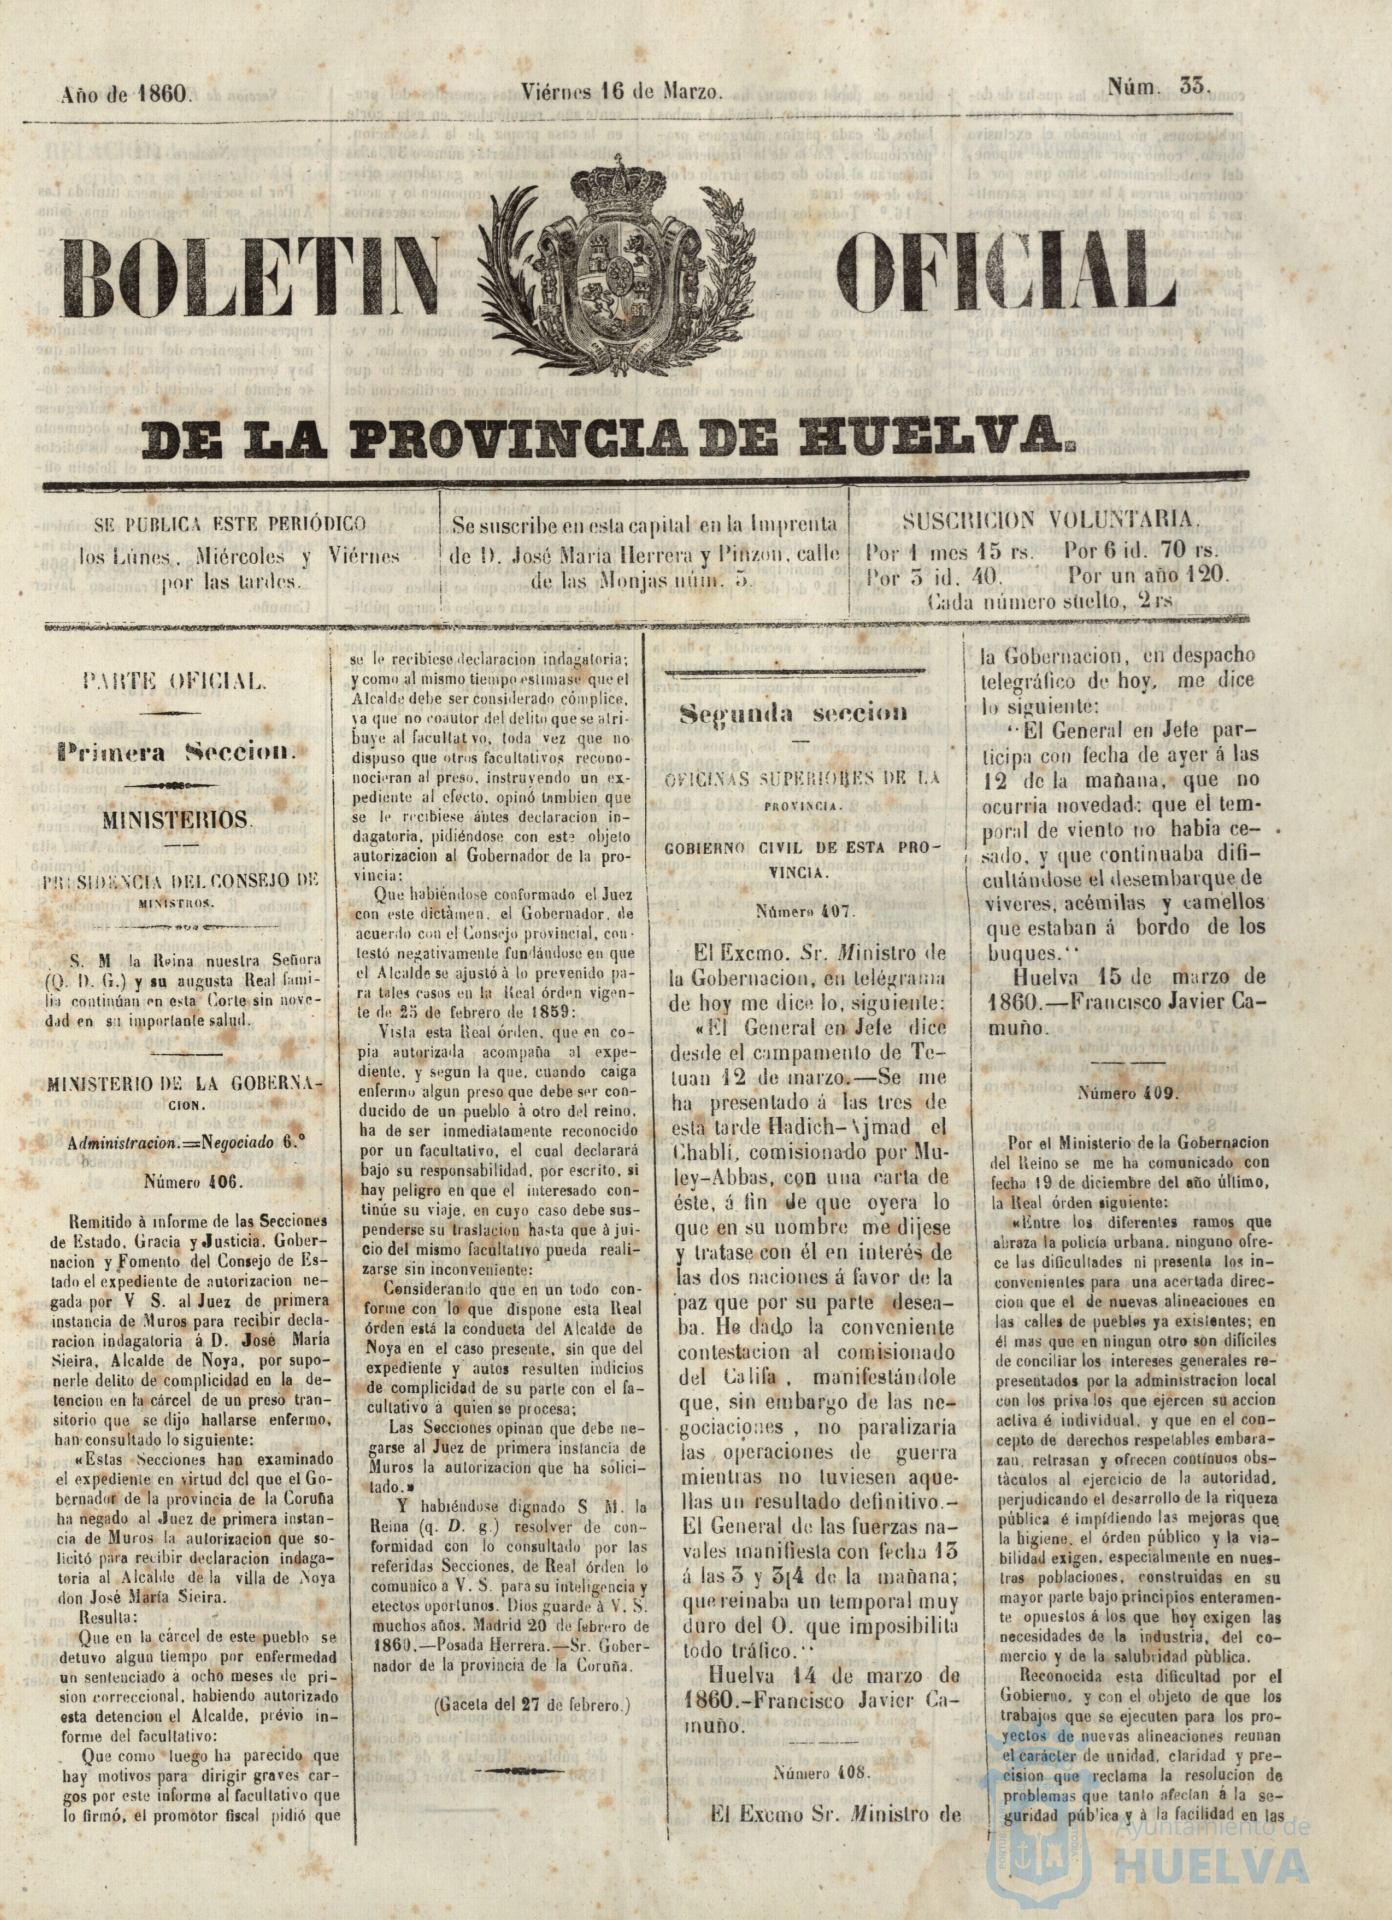 Año de 1860.
Viérnes 16 de Marzo.
Núm. 33.
BOLETIN OFICIAL
DE LA PROVINCIA DE HUELVA.
SE PUBLICA ESTE PERIÓDICO
los Lúnes, Miércoles y Viérnes
por las tardes.
Se suscribe en esta capital en la Imprenta
de D. José María Herrera y Pinzon, calle
de las Monjas núm. 3.
SUSCRICION VOLUNTARIA.
Por 1 mes 15 rs. Por 6 id. 70 rs.
Por 3 id. 40. Por un año 120.
Cada número suelto, 2 rs
PARTE OFICIAL.
Primera Seccion.
MINISTERIOS.
PRESIDENCIA DEL CONSEJO DE
MINISTROS.
S. M la Reina nuestra Señora
(Q. D. G.) y su augusta Real fami-
lia continúan en esta Corte sin nove-
dad en su importante salud.
MINISTERIO DE LA GOBERNA-
CION.
Administracion.=Negociado 6.º
Número 406.
Remitido à informe de las Secciones
de Estado, Gracia y Justicia, Gober-
nacion y Fomento del Consejo de Es-
tado el expediente de autorizacion ne-
gada por V S. al Juez de primera
instancia de Muros para recibir decla-
racion indagatoria á D. José Maria
Sieira, Alcalde de Noya, por supo-
nerle delito de complicidad en la de-
tencion en la cárcel de un preso tran-
sitorio que se dijo hallarse enfermo,
han consultado lo siguiente:
«Estas Secciones han examinado
el expediente en virtud del que el Go-
bernador de la provincia de la Coruña
ha negado al Juez de primera instan-
cia de Muros la autorizacion que so-
licitó para recibir declaracion indaga-
toria al Alcalde de la villa de Noya
don José María Sieira.
Resulta:
Que en la cárcel de este pueblo se
detuvo algun tiempo por enfermedad
un sentenciado á ocho meses de pri-
sion correccional, habiendo autorizado
esta detencion el Alcalde, prévio in-
forme del facultativo:
Que como luego ha parecido que
hay motivos para dirigir graves car-
gos por este informe al facultativo que
lo firmó, el promotor fiscal pidió que
se le recibiese declaracion indagatoria;
y como al mismo tiempo estimase que el
Alcalde debe ser considerado cómplice,
ya que no coautor del delito que se atri-
buye al facultat vo, toda vez que no
dispuso que otros facultativos recono-
nocieran al preso, instruyendo un ex-
pediente al efecto, opinó tambien que
se le recibiese ántes declaracion in-
dagatoria, pidiéndose con este objeto
autorizacion al Gobernador de la pro-
vincia:
Que habiéndose conformado el Juez
con este dictámen, el Gobernador, de
acuerdo con el Consejo provincial, con-
testó negativamente fundándose en que
el Alcalde se ajustó à lo prevenido pa-
ra tales casos en la Real órden vigen-
te de 25 de febrero de 1859:
Vista esta Real órden, que en co-
pia autorizada acompaña al expe-
diente, y segun la que, cuando caiga
enfermo algun preso que debe ser con-
ducido de un pueblo à otro del reino,
ha de ser inmediatamente reconocido
por un facultativo, el cual declarará
bajo su responsabilidad, por escrito, si
hay peligro en que el interesado con-
tinúe su viaje, en cuyo caso debe sus-
penderse su traslacion hasta que à jui-
cio del mismo facultativo pueda reali-
zarse sin inconveniente:
Considerando que en un todo con-
forme con lo que dispone esta Real
órden está la conducta del Alcalde de
Noya en el caso presente, sin que del
expediente y autos resulten indicios
de complicidad de su parte con el fa-
cultativo á quien se procesa;
Las Secciones opinan que debe ne-
garse al Juez de primera instancia de
Muros la autorizacion que ha solici-
tado.»
Y habiéndose dignado S M. la
Reina (q. D. g.) resolver de con-
formidad con lo consultado por las
referidas Secciones, de Real órden lo
comunico a V. S. para su inteligencia y
efectos oportunos. Dios guarde à V. S.
muchos años. Madrid 20 de febrero de
1860.—Posada Herrera.—Sr. Gober-
nador de la provincia de la Coruña.
(Gaceta del 27 de febrero.)
Segunda seccion
OFICINAS SUPERIORES DE LA
PROVINCIA.
GOBIERNO CIVIL DE ESTA PRO-
VINCIA.
Número 407.
El Excmo. Sr. Ministro de
la Gobernacion, en telégrama
de hoy me dice lo, siguiente:
«El General en Jefe dice
desde el campamento de Te-
tuan 12 de marzo.—Se me
ha presentado á las tres de
esta tarde Hadich-Ajmad el
Chablí, comisionado por Mu-
ley-Abbas, con una carta de
éste, á fin de que oyera lo
que en su nombre me dijese
y tratase con él en interés de
las dos naciones á favor de la
paz que por su parte desea-
ba. He dado la conveniente
contestacion al comisionado
del Califa, manifestándole
que, sin embargo de las ne-
gociaciones, no paralizaria
las operaciones de guerra
mientras no tuviesen aque-
llas un resultado definitivo.-
El General de las fuerzas na-
vales manifiesta con fecha 13
á las 3 y 3¡4 de la mañana;
que reinaba un temporal muy
duro del O. que imposibilita
todo tráfico.‘‘
Huelva 14 de marzo de
1860.-Francisco Javier Ca-
muño.
Número 408.
El Excmo Sr. Ministro de
la Gobernacion, en despacho
telegráfico de hoy, me dice
lo siguiente:
‘‘El General en Jefe par-
ticipa con fecha de ayer á las
12 de la mañana, que no
ocurria novedad: que el tem-
poral de viento no habia ce-
sado, y que continuaba difi-
cultándose el desembarque de
víveres, acémilas y camellos
que estaban á bordo de los
buques.‘‘
Huelva 15 de marzo de
1860.—Francisco Javier Ca-
muño.
Número 409.
Por el Ministerio de la Gobernacion
del Reino se me ha comunicado con
fecha 19 de diciembre del año último,
la Real órden siguiente:
«Entre los diferentes ramos que
abraza la policía urbana, ninguno ofre-
ce las dificultades ni presenta los in-
convenientes para una acertada direc-
cion que el de nuevas alineaciones en
las calles de pueblos ya existentes; en
él mas que en ningun otro son difíciles
de conciliar los intereses generales re-
presentados por la administracion local
con los priva los que ejercen su accion
activa é individual, y que en el con-
cepto de derechos respetables embara-
zan, retrasan y ofrecen contínuos obs-
táculos al ejercicio de la autoridad,
perjudicando el desarrollo de la riqueza
pública é impidiendo las mejoras que
la higiene, el órden público y la via-
bilidad exigen, especialmente en nues-
tras poblaciones, construidas en su
mayor parte bajo principios enteramen-
te opuestos á los que hoy exigen las
necesidades de la industria, del co-
mercio y de la salubridad pública.
Reconocida esta dificultad por el
Gobierno, y con el objeto de que los
trabajos que se ejecuten para los pro-
yectos de nuevas alineaciones reunan
el carácter de unidad, claridad y pre-
cision que reclama la resolucion de
problemas que tanto afectan á la se-
guridad púb'ica y à la facilidad en las
Ayuntamiento de
HUELVA